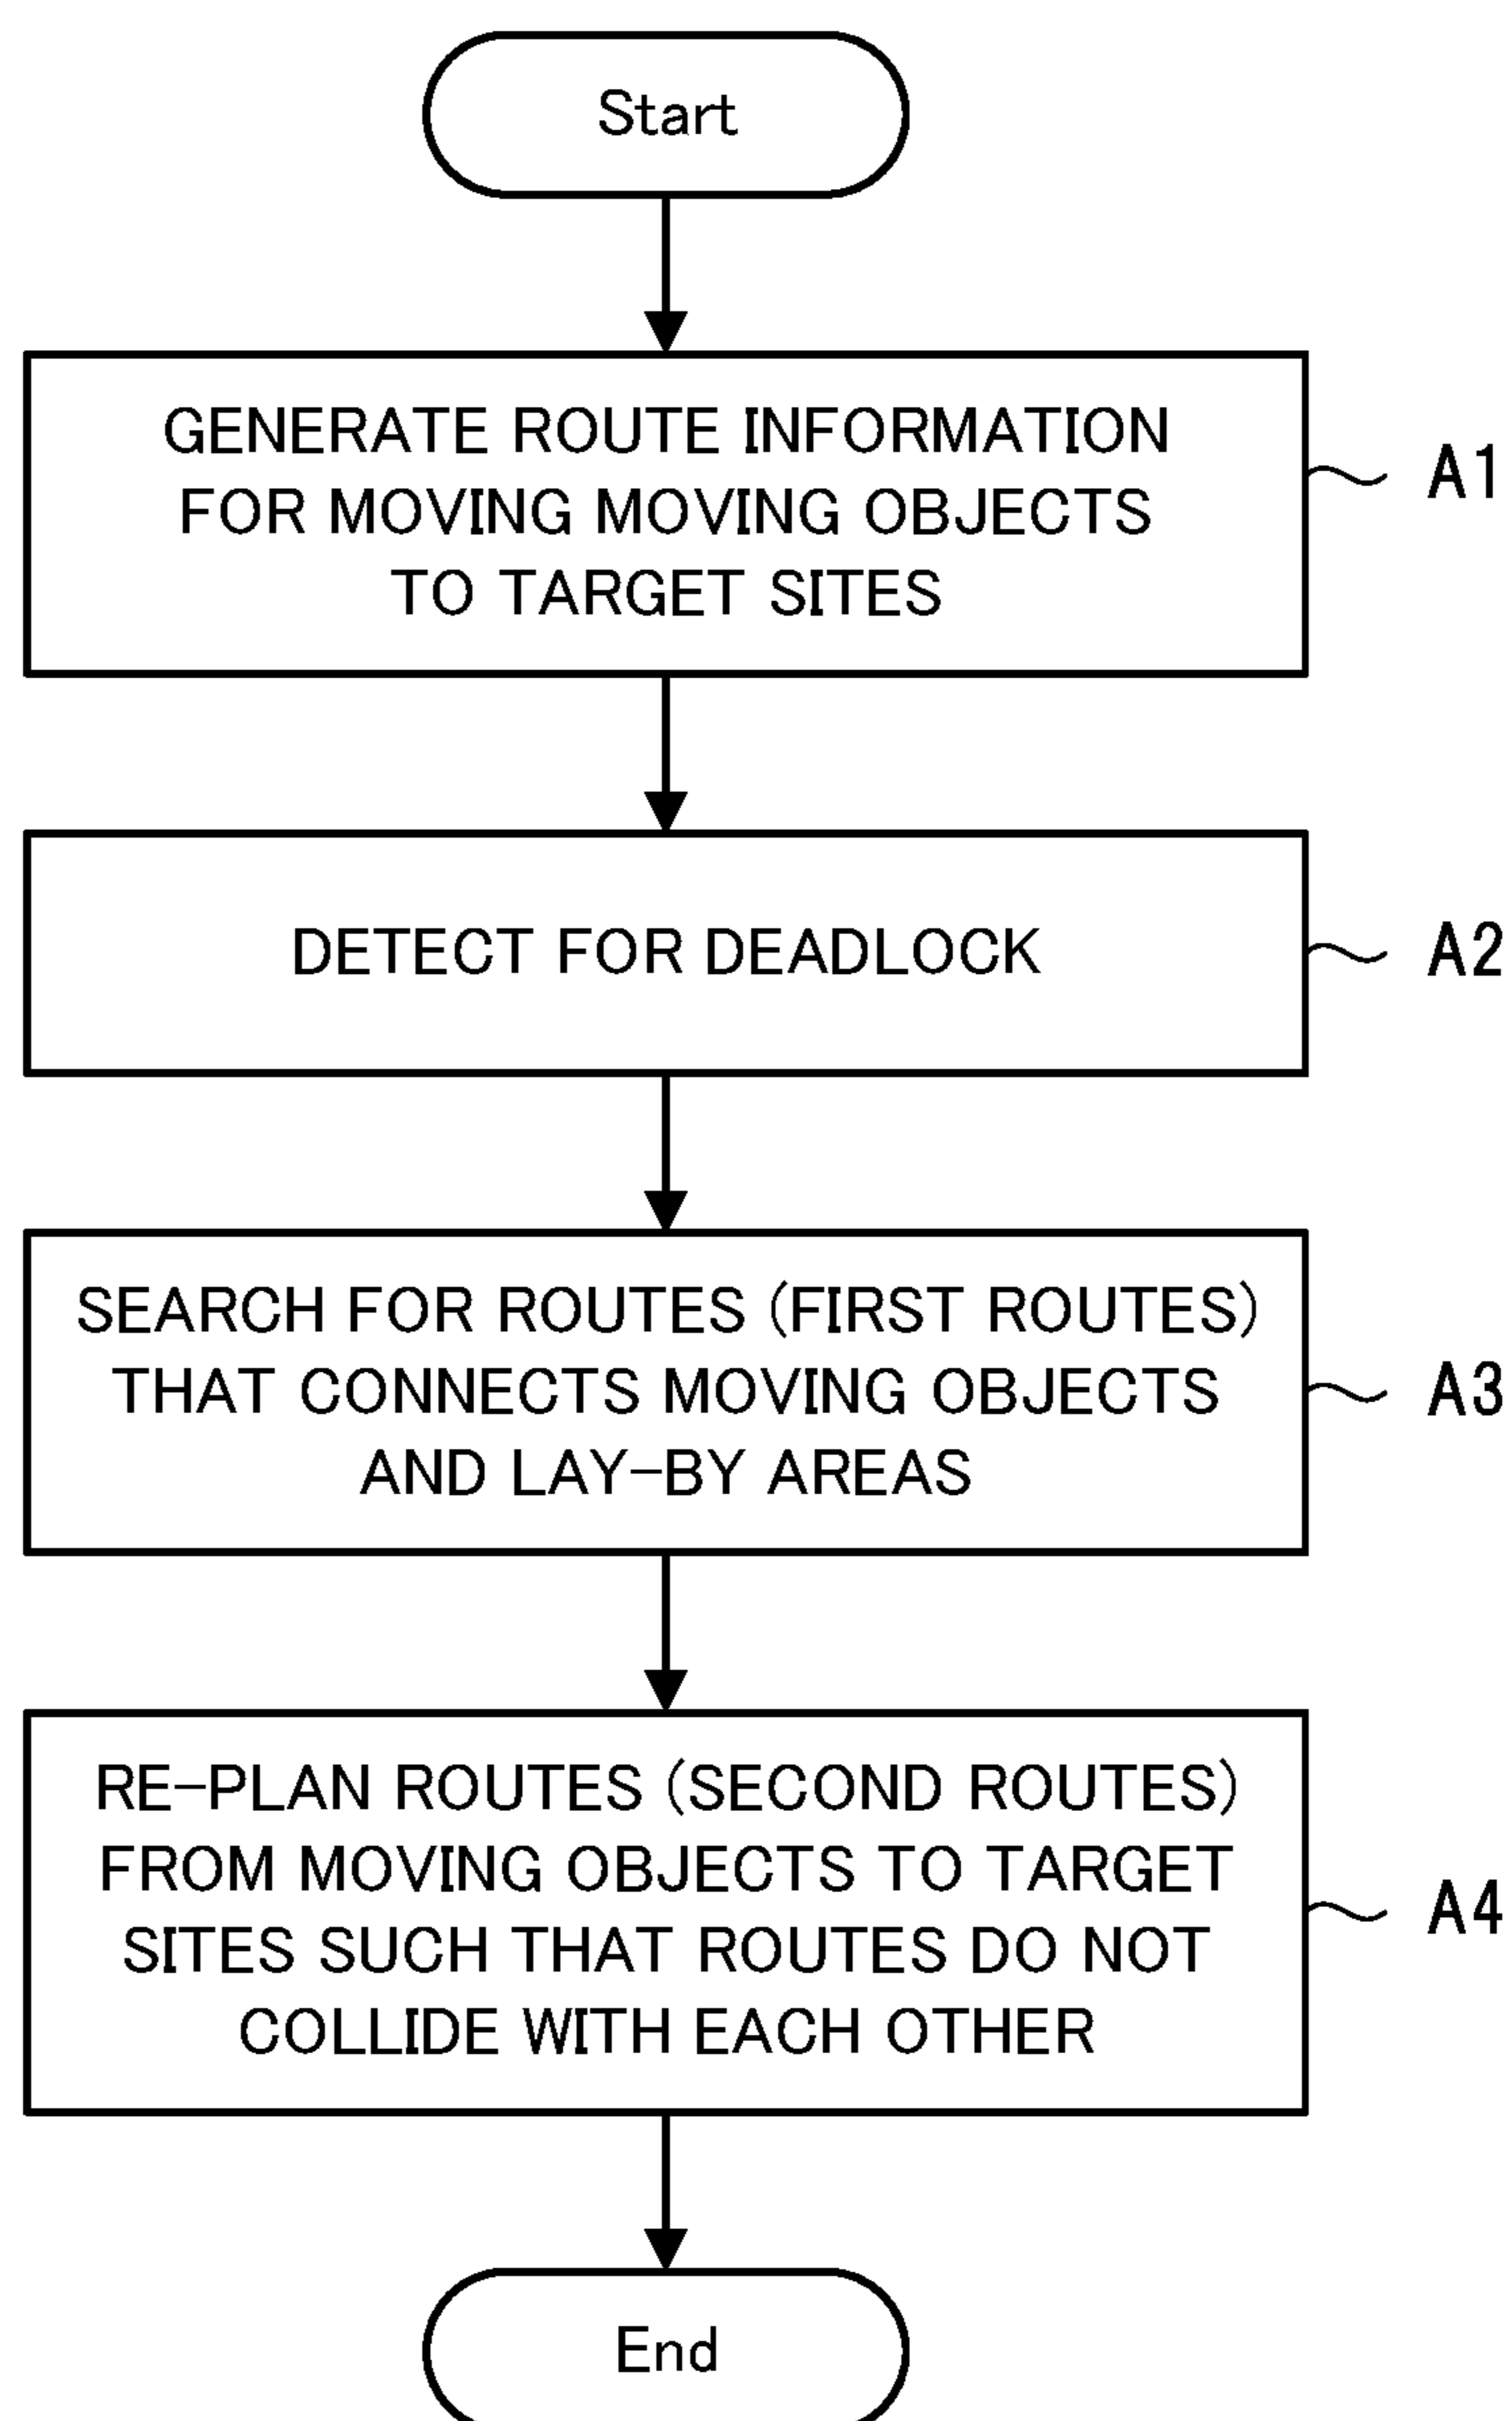 Start
GENERATE ROUTE INFORMATION
FOR MOVING MOVING OBJECTS
TO TARGET SITES
A1
DETECT FOR DEADLOCK
A2
SEARCH FOR ROUTES (FIRST ROUTES)
THAT CONNECTS MOVING OBJECTS
AND LAY-BY AREAS
A3
RE-PLAN ROUTES (SECOND ROUTES)
FROM MOVING OBJECTS TO TARGET
SITES SUCH THAT ROUTES DO NOT
COLLIDE WITH EACH OTHER
A4
End